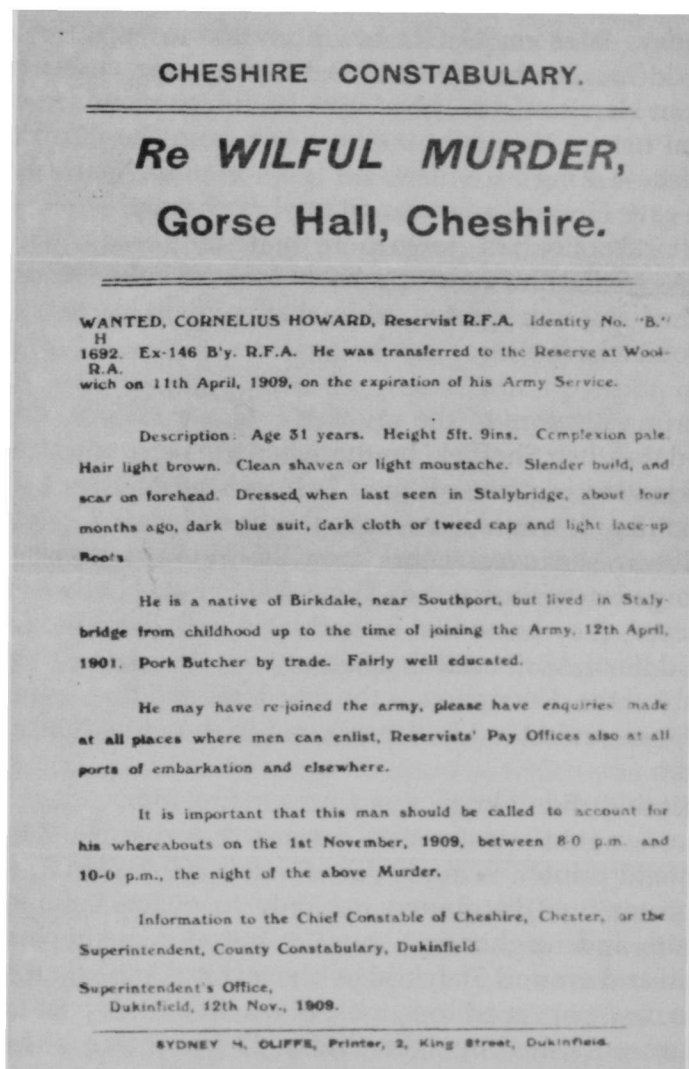 CHESHIRE CONSTABULARY.
Re WILFUL MURDER,
Gorse Hall, Cheshire.
WANTED, CORNELIUS HOWARD, Reservist R.F.A. Identity No. "B."
H
1692. Ex-146 B'y. R.F.A. He was transferred to the Reserve at Wool-
R.A.
wich on 11th April, 1909, on the expiration of his Army Service.
Description: Age 31 years. Height 5ft. 9ins. Complexion pale.
Hair light brown. Clean shaven or light moustache. Slender build, and
scar on forehead. Dressed, when last seen in Stalybridge, about four
months ago, dark blue suit, dark cloth or tweed cap and light lace-up
Boots
He is a native of Birkdale, near Southport, but lived in Staly-
bridge from childhood up to the time of joining the Army, 12th April,
1901. Pork Butcher by trade. Fairly well educated.
He may have re-joined the army, please have enquiries made
at all places where men can enlist, Reservists' Pay Offices also at all
ports of embarkation and elsewhere.
It is important that this man should be called to account for
his whereabouts on the 1st November, 1909, between 8-0 p.m. and
10-0 p.m., the night of the above Murder.
Information to the Chief Constable of Cheshire, Chester, or the
Superintendent, County Constabulary, Dukinfield.
Superintendent's Office,
Dukinfield, 12th Nov., 1909.
SYDNEY H. CLIFFE, Printer, 2, King Street, Dukinfield.